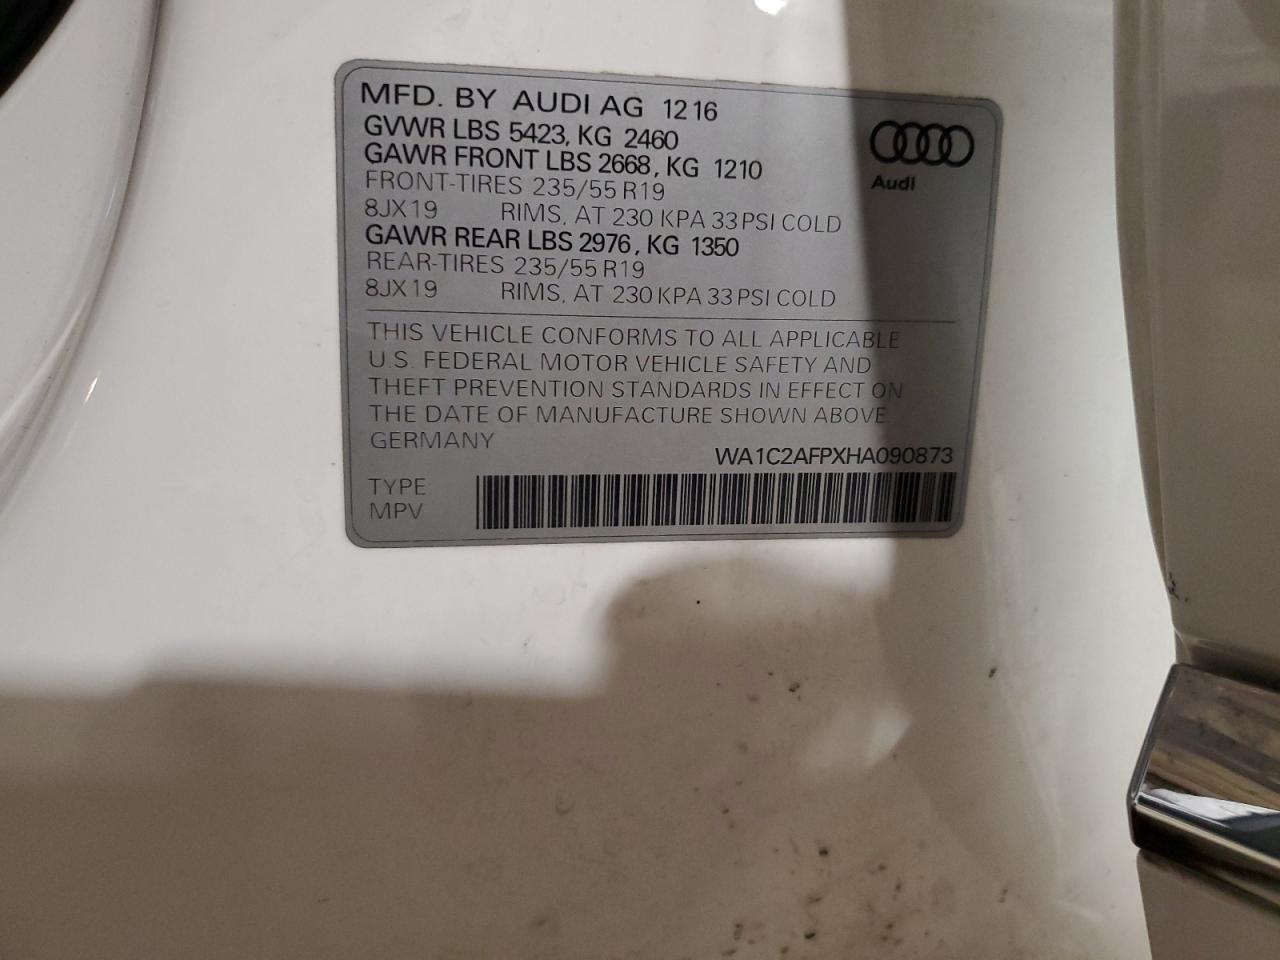 MFD. BY AUDI AG 12 16
GVWR LBS 5423, KG 2460
GAWR FRONT LBS 2668, KG 1210
FRONT-TIRES 235/55 R19
8JX19 RIMS, AT 230 KPA 33 PSI COLD
GAWR REAR LBS 2976, KG 1350
REAR-TIRES 235/55 R19
8JX19 RIMS, AT 230 KPA 33 PSI COLD
Audi
THIS VEHICLE CONFORMS TO ALL APPLICABLE
U.S. FEDERAL MOTOR VEHICLE SAFETY AND
THEFT PREVENTION STANDARDS IN EFFECT ON
THE DATE OF MANUFACTURE SHOWN ABOVE
GERMANY
WA1C2AFPXHA090873
TYPE
MPV